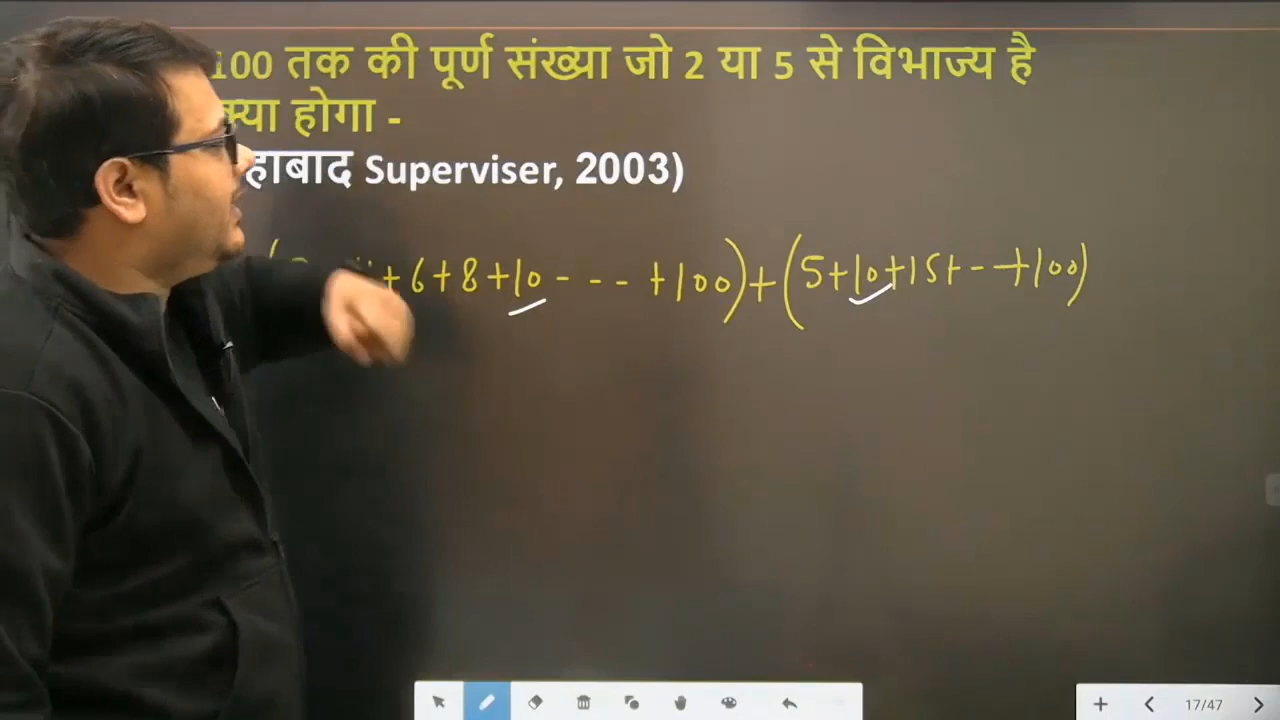 100 तक की पूर्ण संख्या जो 2 या 5 से विभाज्य है
क्या होगा -
Superviser, 2003)
+ 6 + 8 + 10 - - - - + 100) + (5 + 10 + 15 + - - + 100)
17/47